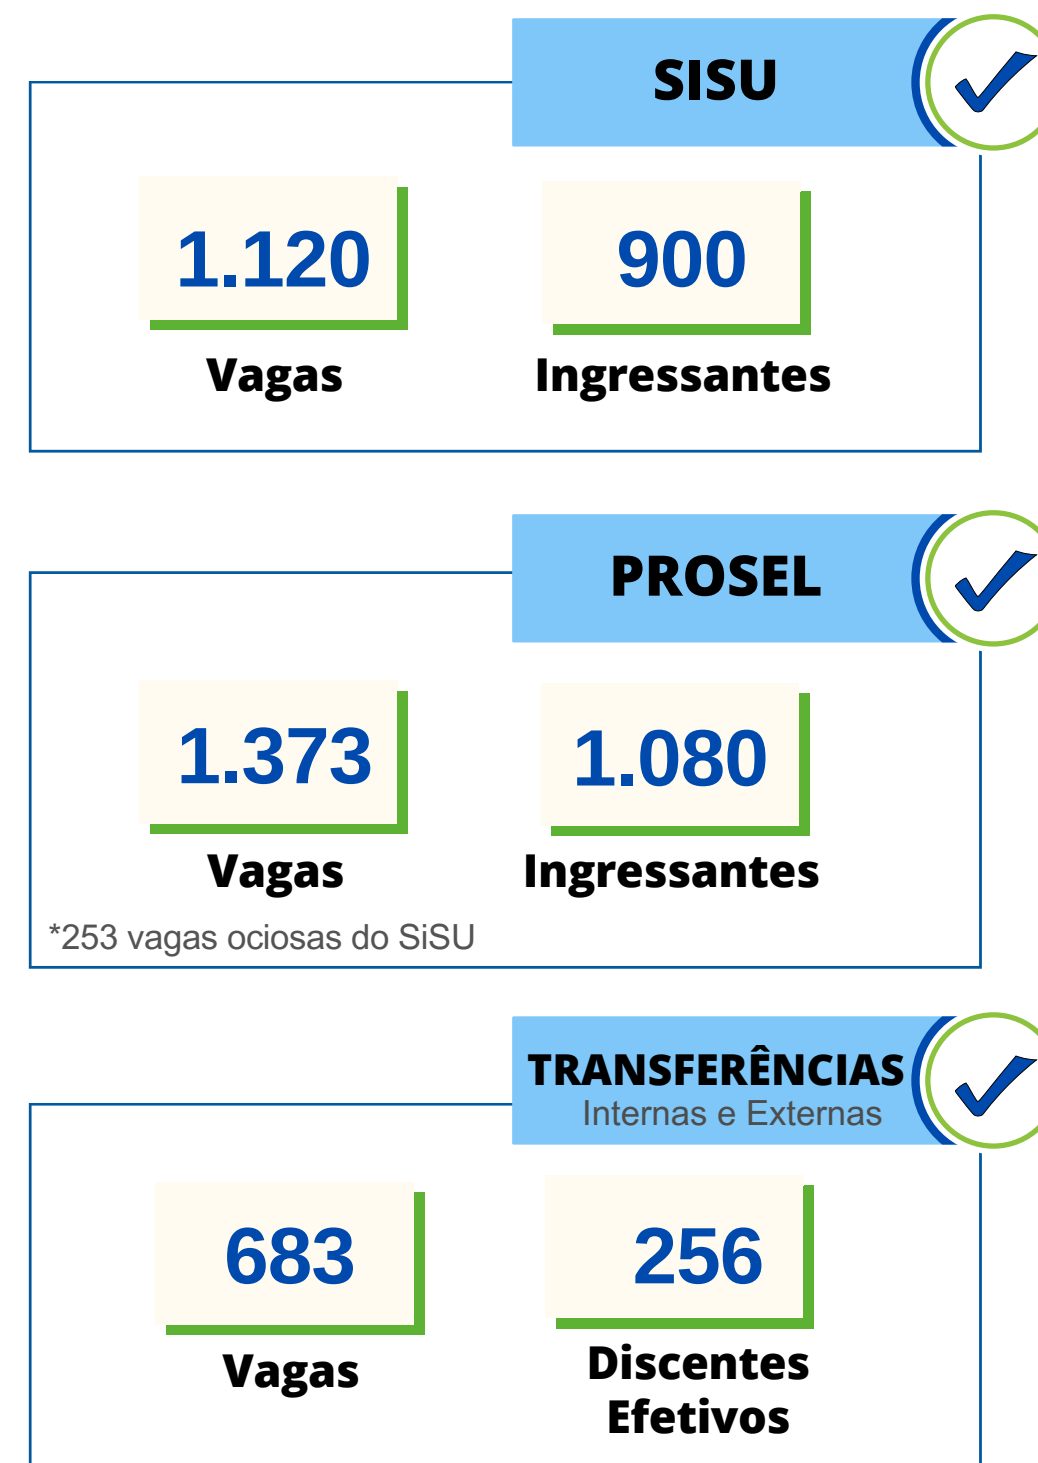 SISU
1.120
900
Vagas
Ingressantes
PROSEL
1.373
1.080
Vagas
Ingressantes
*253 vagas ociosas do SiSU
TRANSFERÊNCIAS
Internas e Externas
683
256
Vagas
Discentes
Efetivos